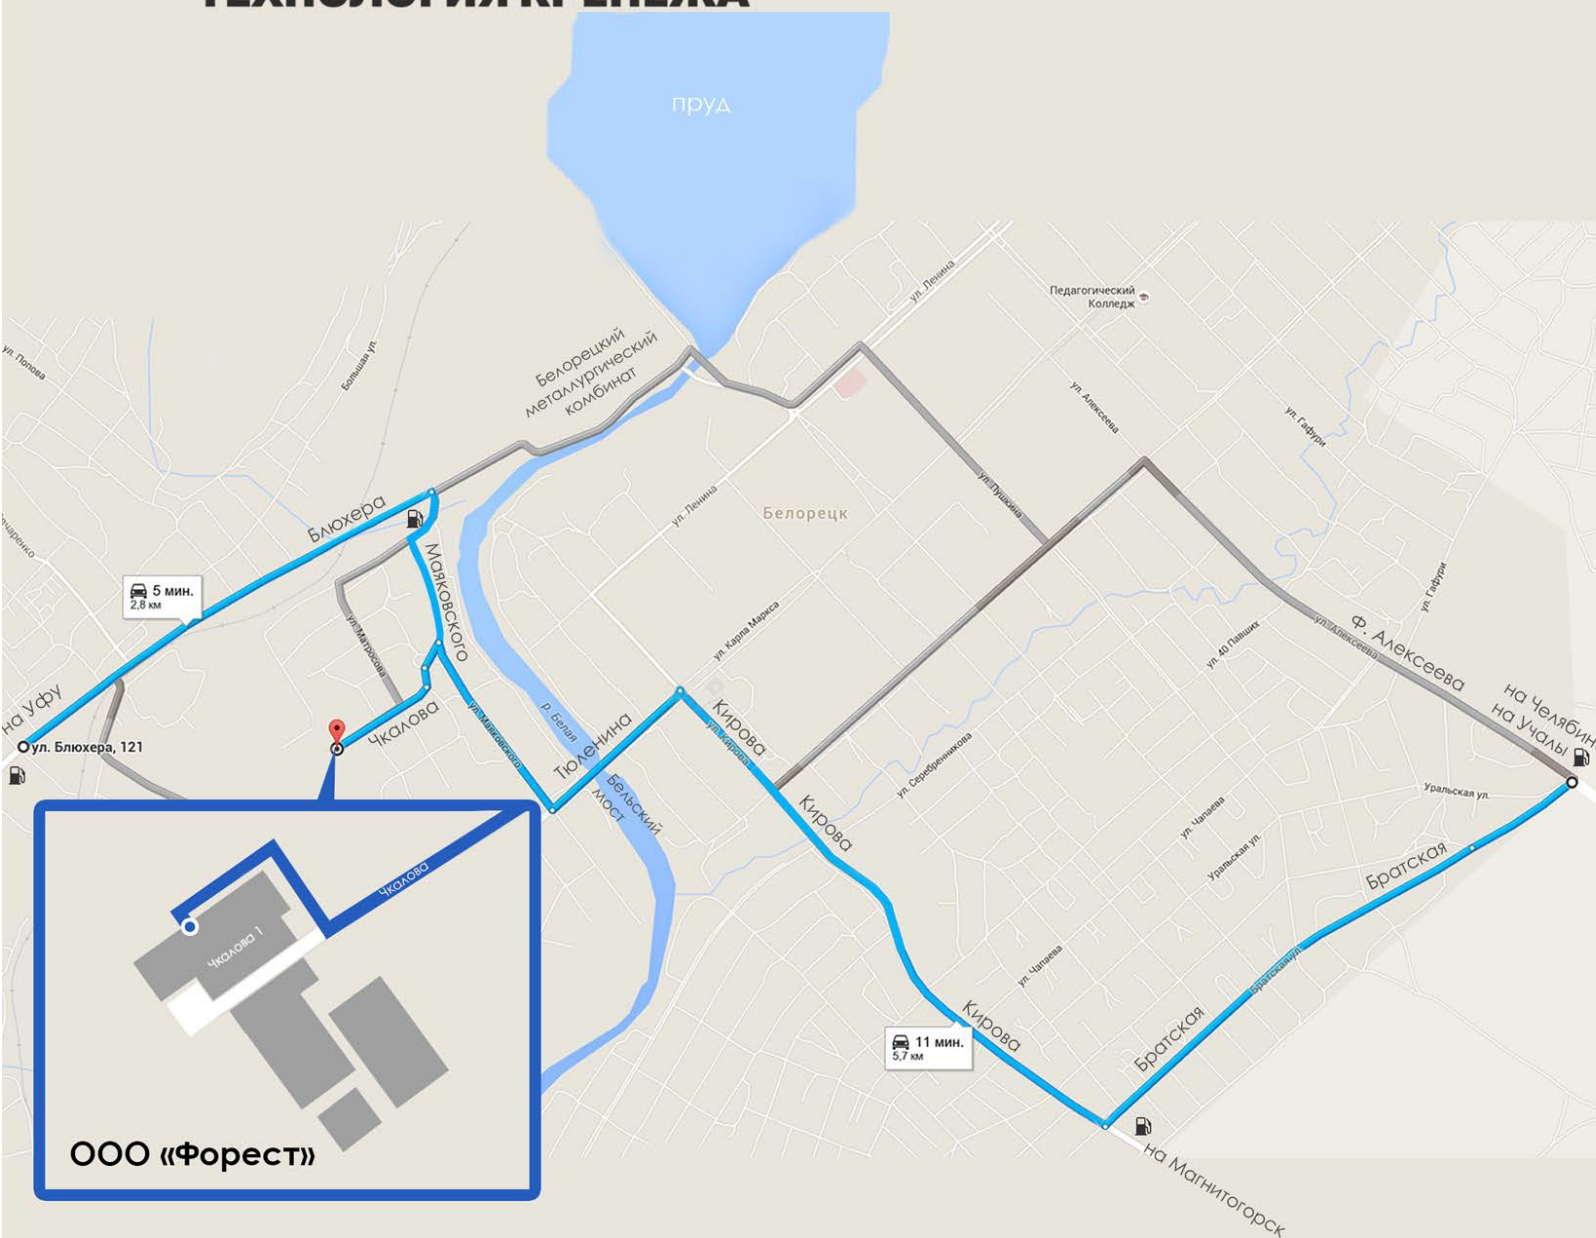 ТЕХНОЛОГИЯ КРЕПЕЖА
пруд
ул. Ленина
Педагогический
Колледж
Белорецкий
металлургический
комбинат
ул. Попова
Большая ул.
ул. Алексеева
ул. Гафури
ул. Пушкина
ул. Ленина
Белорецк
Блюхера
Маяковского
5 мин.
2,8 км
ул. Матросова
ул. Карла Маркса
ул. 40 Павших
ул. Гафури
Ф. Алексеева
ул. Алексеева
на Уфу
ул. Блюхера, 121
Чкалова
ул. Маяковского
р. Белая
Тюленина
Бельский
мост
Кирова
ул. Кирова
Кирова
ул. Серебренникова
на Учалы
Уральская ул.
ул. Чапаева
Уральская ул.
Братская
Чкалова
Чкалова 1
ул. Чапаева
Братская ул.
Кирова
11 мин.
5,7 км
Братская
ООО «Форест»
на Магнитогорск